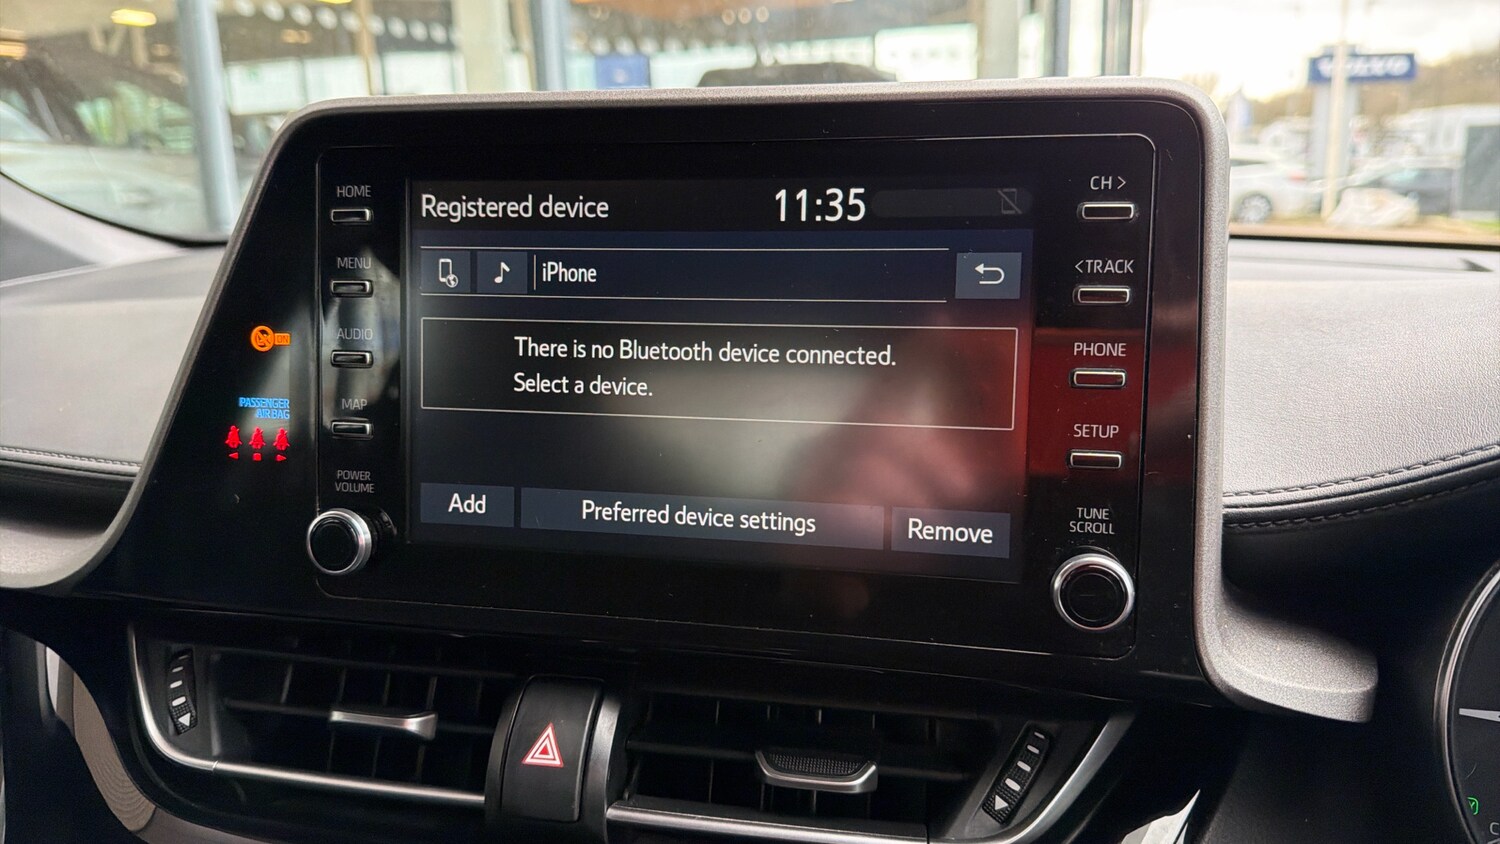 VOLVO
HOME
MENU
AUDIO
MAP
POWER
VOLUME
PASSENGER
AIRBAG
Registered device
11:35
iPhone
There is no Bluetooth device connected.
Select a device.
Add
Preferred device settings
Remove
CH >
< TRACK
PHONE
SETUP
TUNE
SCROLL